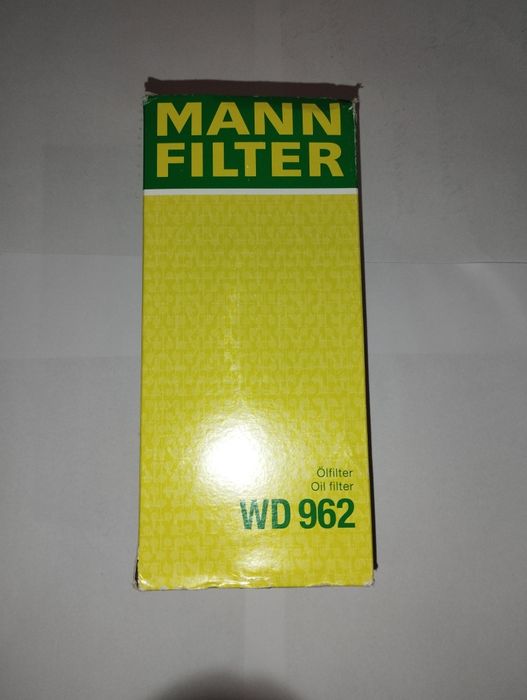 MANN
FILTER
Ölfilter
Oil filter
WD 962